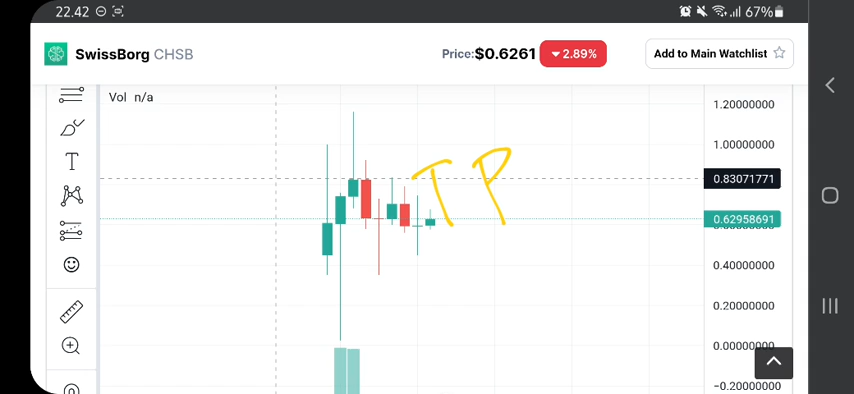 22.42 67%
SwissBorg CHSB Price:$0.6261 2.89% Add to Main Watchlist
Vol n/a
1.20000000
1.00000000
T P
0.83071771
0.62958691
0.40000000
0.20000000
0.00000000
−0.20000000
T